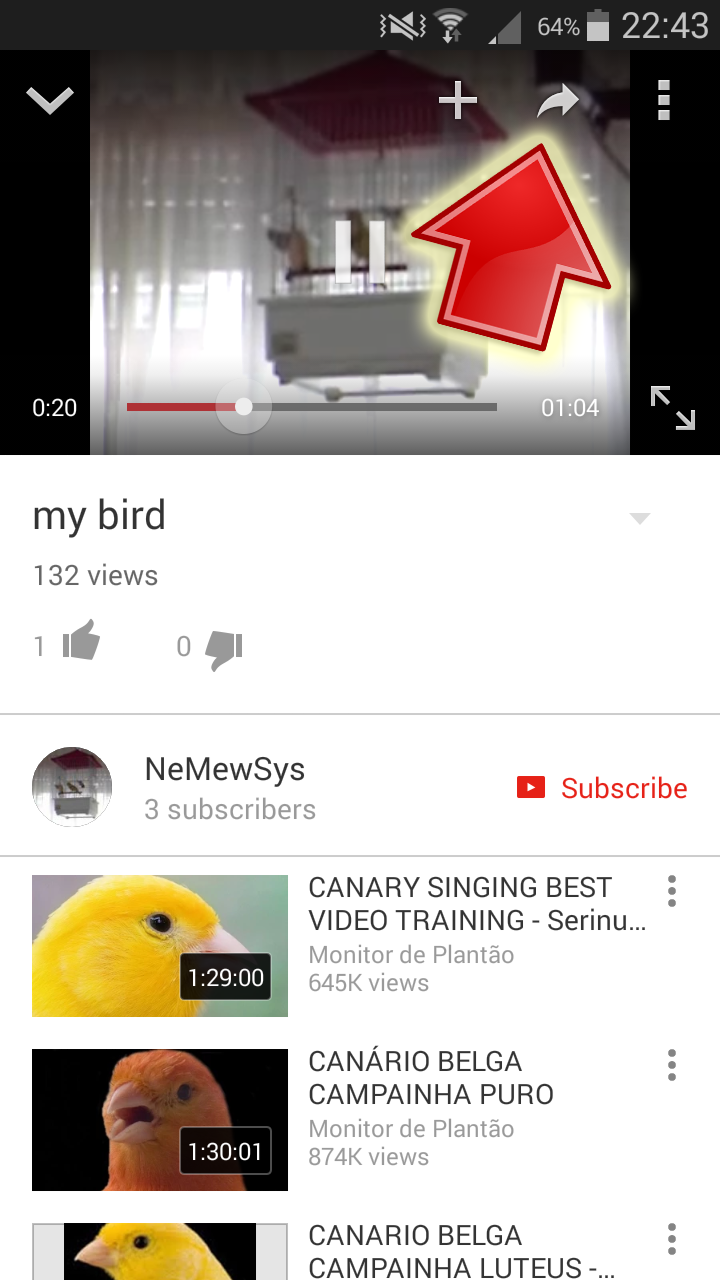 64% 22:43
0:20 01:04
my bird
132 views
1 0
NeMewSys
3 subscribers
Subscribe
CANARY SINGING BEST
VIDEO TRAINING - Serinu...
Monitor de Plantão
645K views
1:29:00
CANÁRIO BELGA
CAMPAINHA PURO
Monitor de Plantão
874K views
1:30:01
CANARIO BELGA
CAMPAINHA LUTEUS -...